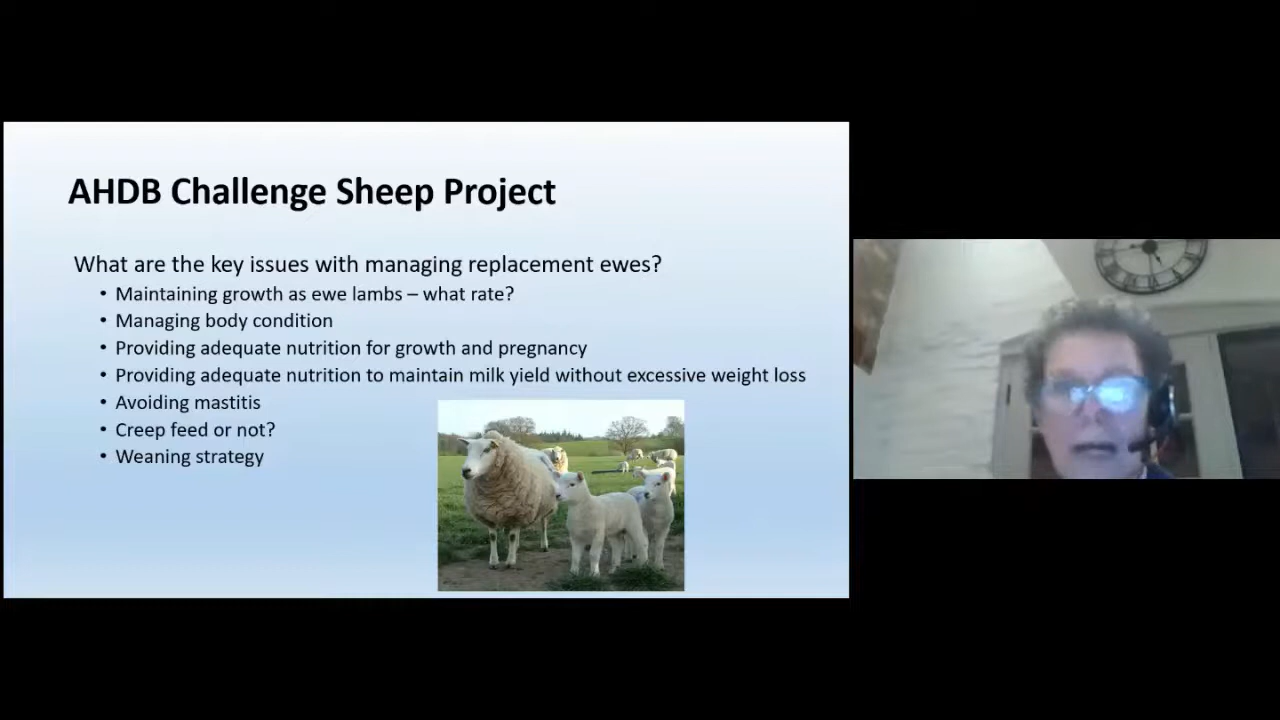 AHDB Challenge Sheep Project
What are the key issues with managing replacement ewes?
• Maintaining growth as ewe lambs – what rate?
• Managing body condition
• Providing adequate nutrition for growth and pregnancy
• Providing adequate nutrition to maintain milk yield without excessive weight loss
• Avoiding mastitis
• Creep feed or not?
• Weaning strategy